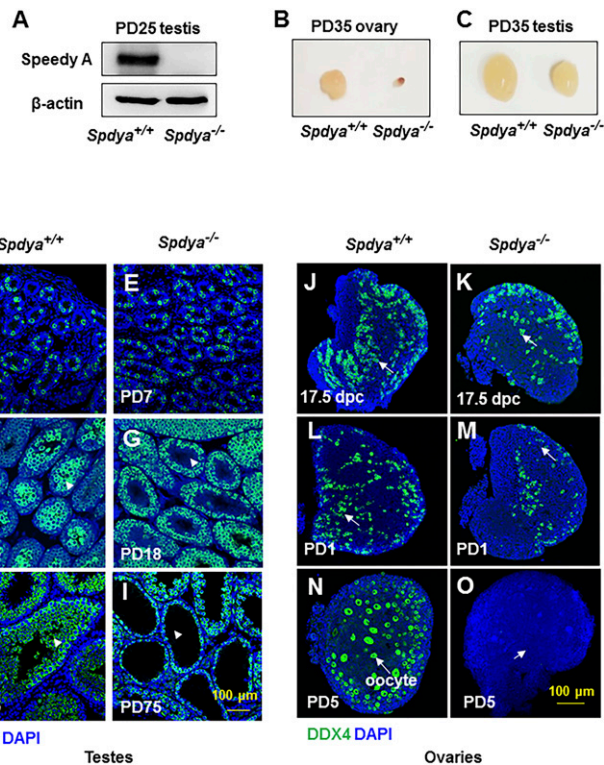 A
PD25 testis
Speedy A
β-actin
Spdya+/+ Spdya-/-
B
PD35 ovary
Spdya+/+ Spdya-/-
C
PD35 testis
Spdya+/+ Spdya-/-
Spdya+/+ Spdya-/-
E
PD7
G
PD18
I
PD75
100 µm
DAPI
Testes
Spdya+/+ Spdya-/-
J
17.5 dpc
K
17.5 dpc
L
PD1
M
PD1
N
oocyte
PD5
O
PD5
100 µm
DDX4 DAPI
Ovaries